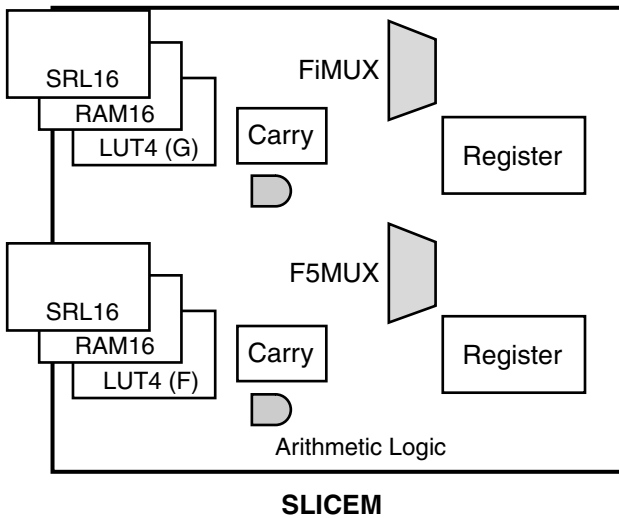 SRL16
RAM16
LUT4 (G)
Carry
FiMUX
Register
SRL16
RAM16
LUT4 (F)
Carry
F5MUX
Register
Arithmetic Logic
SLICEM